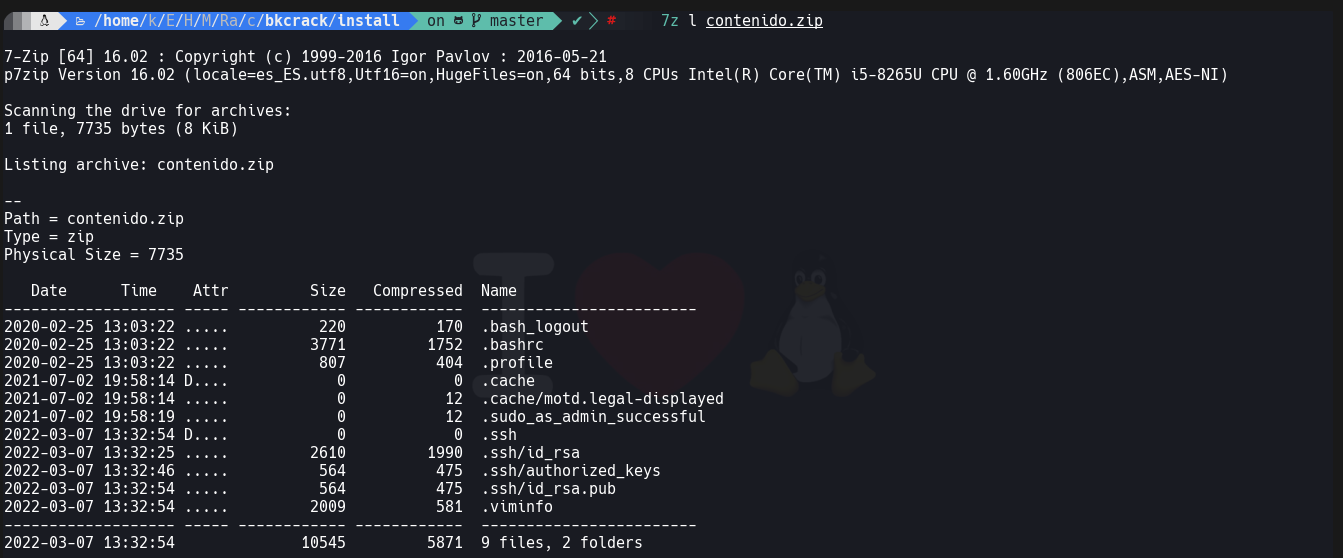 /home/k/E/H/M/Ra/c/bkcrack/install on master ✔ # 7z l contenido.zip
7-Zip [64] 16.02 : Copyright (c) 1999-2016 Igor Pavlov : 2016-05-21
p7zip Version 16.02 (locale=es_ES.utf8,Utf16=on,HugeFiles=on,64 bits,8 CPUs Intel(R) Core(TM) i5-8265U CPU @ 1.60GHz (806EC),ASM,AES-NI)
Scanning the drive for archives:
1 file, 7735 bytes (8 KiB)
Listing archive: contenido.zip
--
Path = contenido.zip
Type = zip
Physical Size = 7735
   Date      Time    Attr         Size   Compressed  Name
------------------- ----- ------------ ------------  ------------------------
2020-02-25 13:03:22 .....          220          170  .bash_logout
2020-02-25 13:03:22 .....         3771         1752  .bashrc
2020-02-25 13:03:22 .....          807          404  .profile
2021-07-02 19:58:14 D....            0            0  .cache
2021-07-02 19:58:14 .....            0           12  .cache/motd.legal-displayed
2021-07-02 19:58:19 .....            0           12  .sudo_as_admin_successful
2022-03-07 13:32:54 D....            0            0  .ssh
2022-03-07 13:32:25 .....         2610         1990  .ssh/id_rsa
2022-03-07 13:32:46 .....          564          475  .ssh/authorized_keys
2022-03-07 13:32:54 .....          564          475  .ssh/id_rsa.pub
2022-03-07 13:32:54 .....         2009          581  .viminfo
------------------- ----- ------------ ------------  ------------------------
2022-03-07 13:32:54              10545         5871  9 files, 2 folders
I